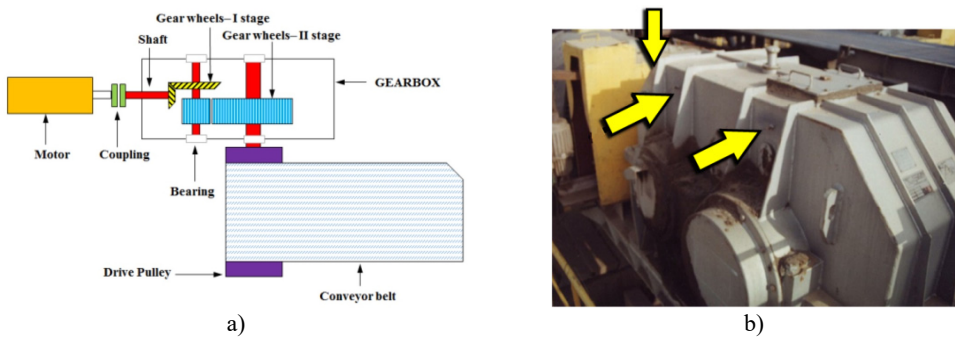 Gear wheels– I stage
Gear wheels– II stage
Shaft
GEARBOX
Motor
Coupling
Bearing
Drive Pulley
Conveyor belt
a)
b)